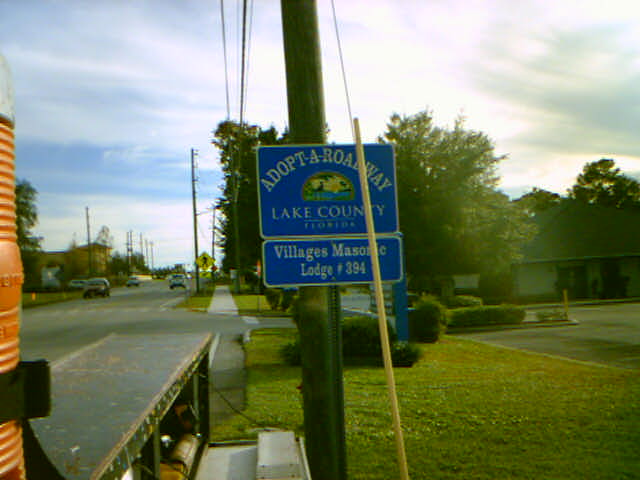 ADOPT-A-ROADWAY
LAKE COUNTY
FLORIDA
Villages Masonic
Lodge # 394